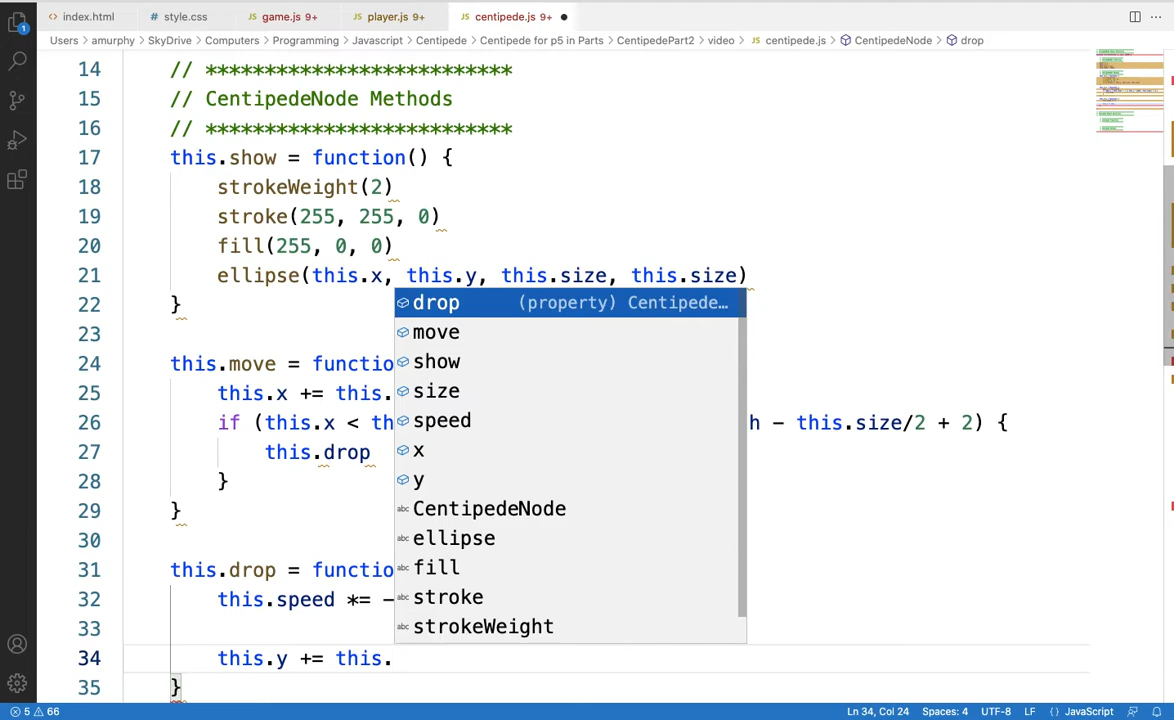 index.html # style.css JS game.js 9+ JS player.js 9+ JS centipede.js 9+
Users > amurphy > SkyDrive > Computers > Programming > Javascript > Centipede > Centipede for p5 in Parts > CentipedePart2 > video > JS centipede.js > CentipedeNode > drop
14 // **************************
15 // CentipedeNode Methods
16 // **************************
17 this.show = function() {
18 strokeWeight(2)
19 stroke(255, 255, 0)
20 fill(255, 0, 0)
21 ellipse(this.x, this.y, this.size, this.size)
22 }
drop (property) Centipede…
23
move
24 this.move = functio
show
25 this.x += this.
size
26 if (this.x < th h - this.size/2 + 2) {
speed
27 this.drop
x
28 }
y
29 }
CentipedeNode
30
ellipse
31 this.drop = functio
fill
32 this.speed *= -
stroke
33
strokeWeight
34 this.y += this.
35 }
5 66 Ln 34, Col 24 Spaces: 4 UTF-8 LF {} JavaScript